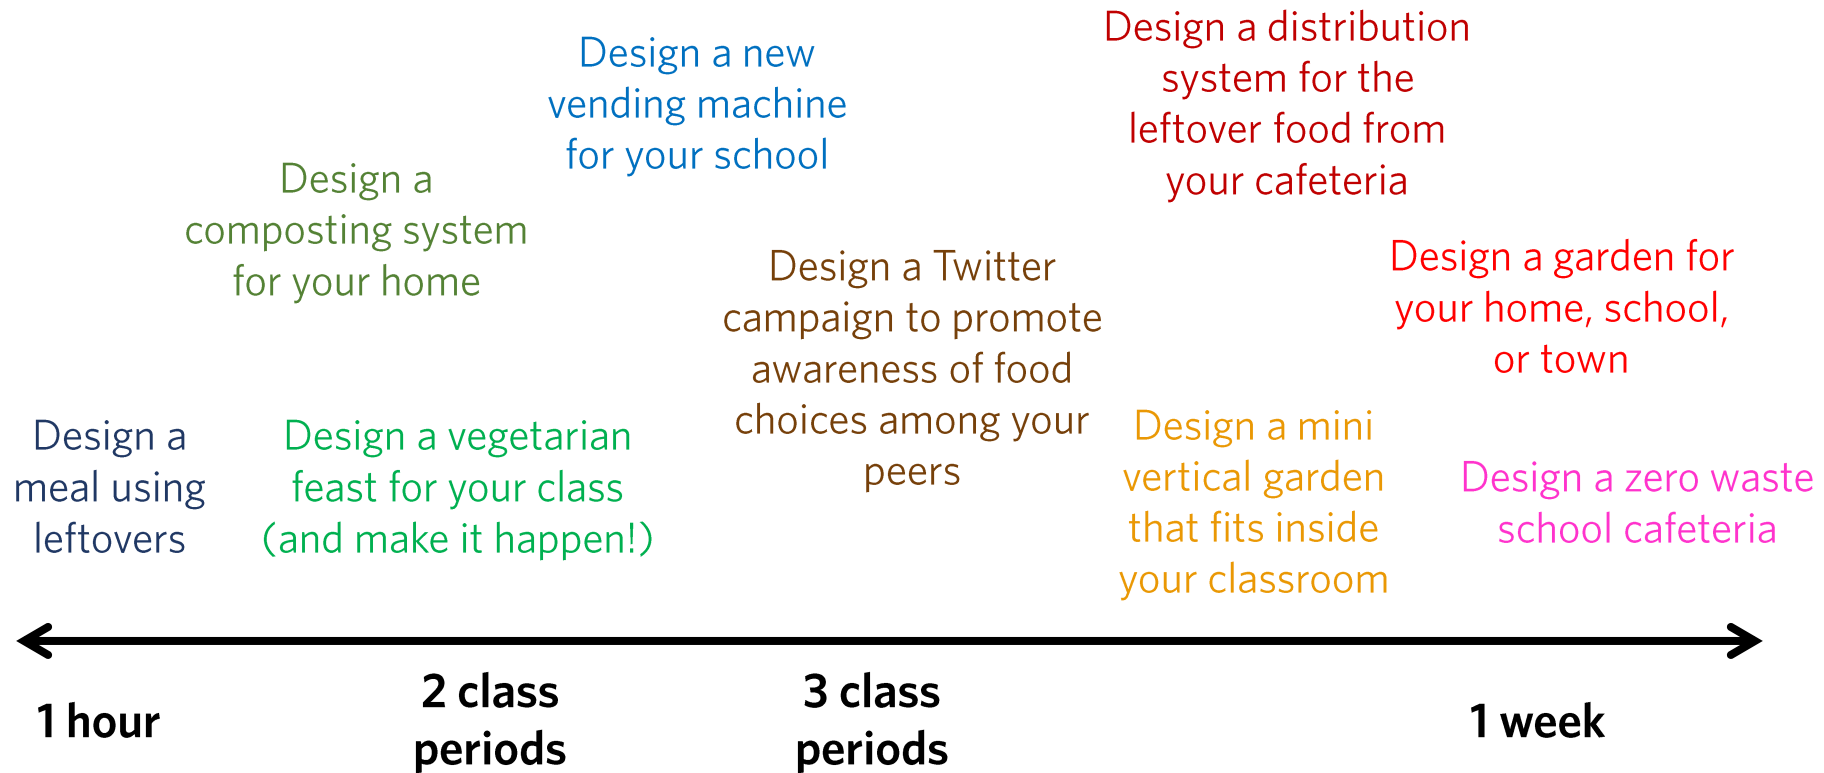 Design a new
vending machine
for your school
Design a distribution
system for the
leftover food from
your cafeteria
Design a
composting system
for your home
Design a Twitter
campaign to promote
awareness of food
choices among your
peers
Design a garden for
your home, school,
or town
Design a
meal using
leftovers
Design a vegetarian
feast for your class
(and make it happen!)
Design a mini
vertical garden
that fits inside
your classroom
Design a zero waste
school cafeteria
1 hour
2 class
periods
3 class
periods
1 week